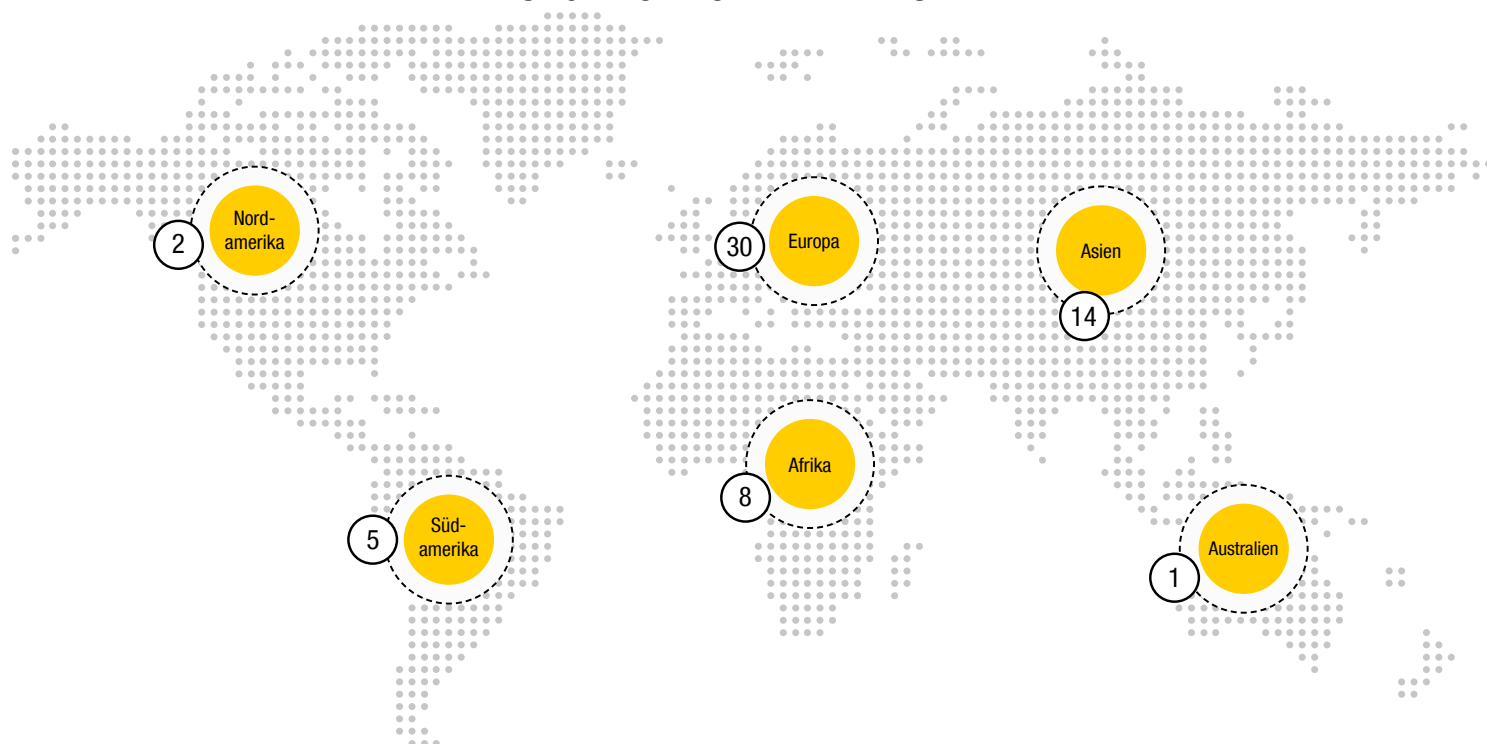 Nord-
amerika
2
Europa
30
Asien
14
Afrika
8
Süd-
amerika
5
Australien
1